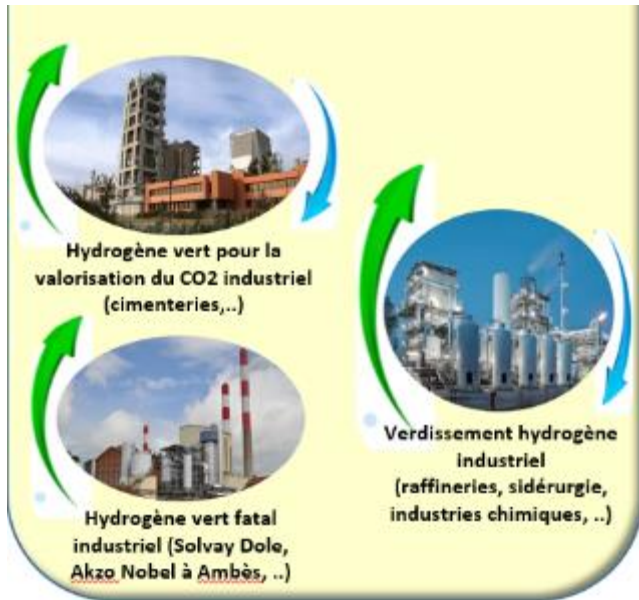 Hydrogène vert pour la
valorisation du CO2 industriel
(cimenteries,..)
Hydrogène vert fatal
industriel (Solvay Dole,
Akzo Nobel à Ambès, ..)
Verdissement hydrogène
industriel
(raffineries, sidérurgie,
industries chimiques, ..)